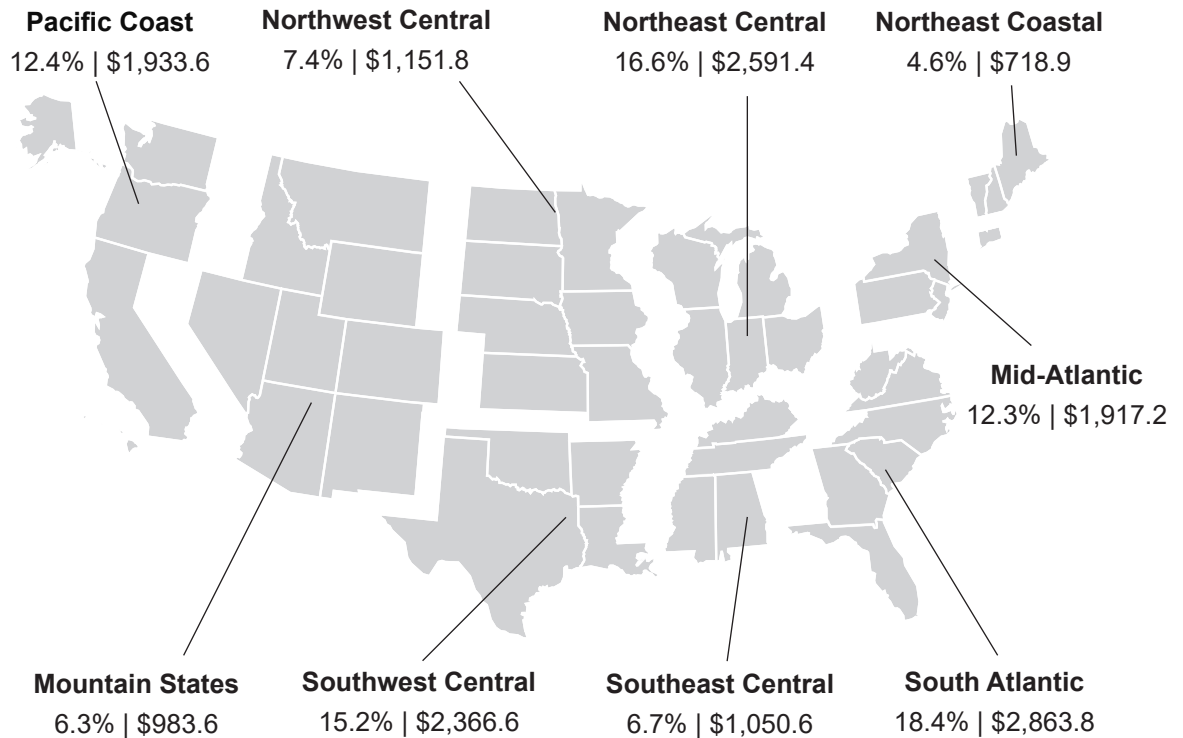 Pacific Coast
12.4% | $1,933.6
Northwest Central
7.4% | $1,151.8
Northeast Central
16.6% | $2,591.4
Northeast Coastal
4.6% | $718.9
Mid-Atlantic
12.3% | $1,917.2
Mountain States
6.3% | $983.6
Southwest Central
15.2% | $2,366.6
Southeast Central
6.7% | $1,050.6
South Atlantic
18.4% | $2,863.8